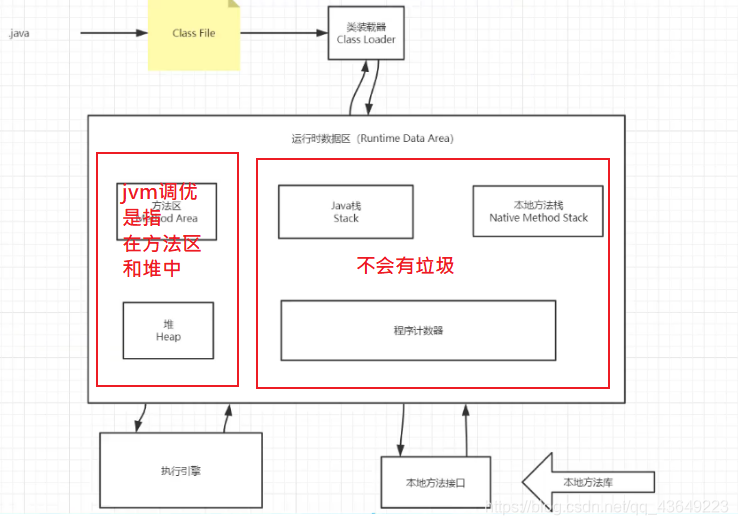 .java
Class File
类装载器
Class Loader
运行时数据区（Runtime Data Area）
jvm调优
是指
在方法区
和堆中
方法区
Method Area
Java栈
Stack
本地方法栈
Native Method Stack
不会有垃圾
堆
Heap
程序计数器
执行引擎
本地方法接口
本地方法库
https://blog.csdn.net/qq_43649223